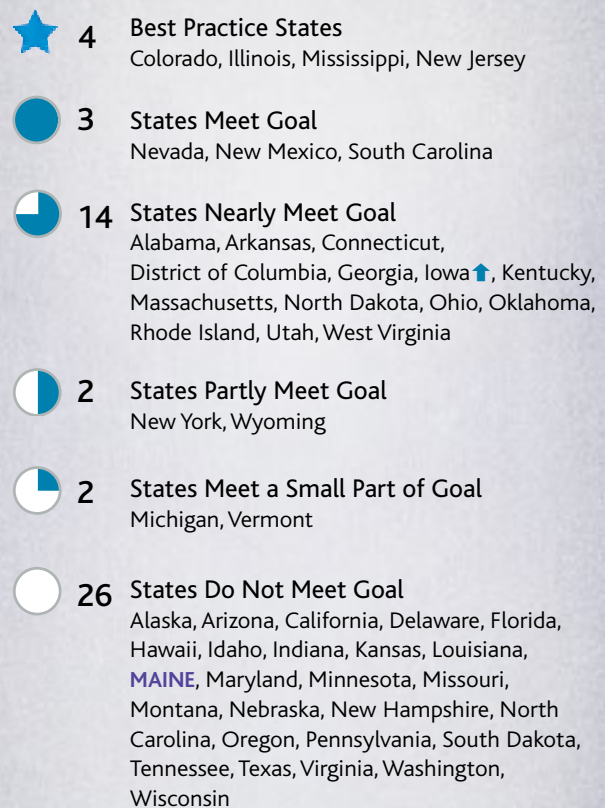 4 Best Practice States
Colorado, Illinois, Mississippi, New Jersey
3 States Meet Goal
Nevada, New Mexico, South Carolina
14 States Nearly Meet Goal
Alabama, Arkansas, Connecticut,
District of Columbia, Georgia, Iowa⬆, Kentucky,
Massachusetts, North Dakota, Ohio, Oklahoma,
Rhode Island, Utah, West Virginia
2 States Partly Meet Goal
New York, Wyoming
2 States Meet a Small Part of Goal
Michigan, Vermont
26 States Do Not Meet Goal
Alaska, Arizona, California, Delaware, Florida,
Hawaii, Idaho, Indiana, Kansas, Louisiana,
MAINE, Maryland, Minnesota, Missouri,
Montana, Nebraska, New Hampshire, North
Carolina, Oregon, Pennsylvania, South Dakota,
Tennessee, Texas, Virginia, Washington,
Wisconsin